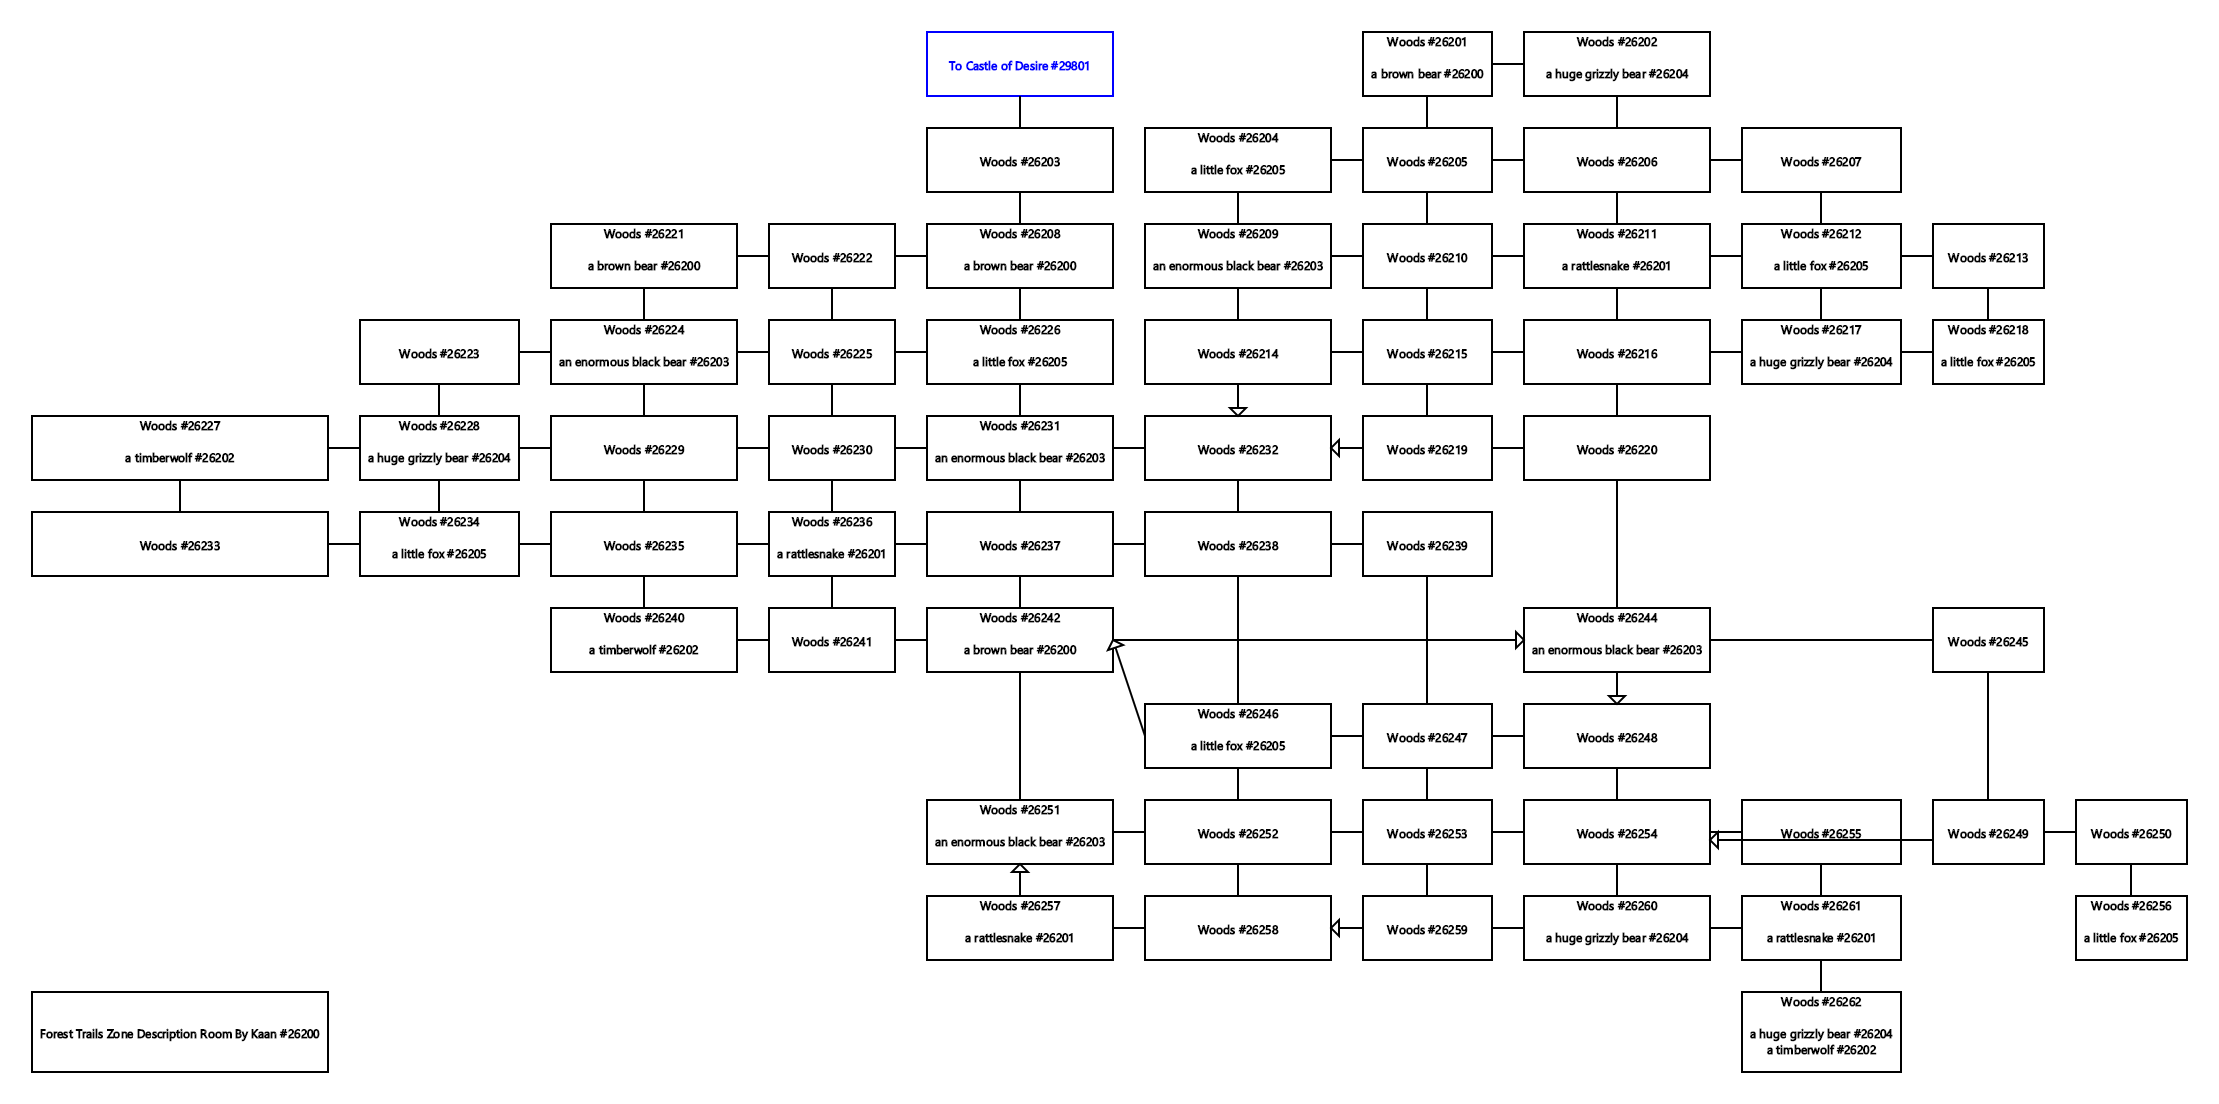 Woods #26201
Woods #26202
To Castle of Desire #29801
a brown bear #26200
a huge grizzly bear #26204
Woods #26204
Woods #26203
Woods #26205
Woods #26206
Woods #26207
a little fox #26205
Woods #26221
Woods #26208
Woods #26209
Woods #26211
Woods #26212
Woods #26222
Woods #26210
Woods #26213
a brown bear #26200
a brown bear #26200
an enormous black bear #26203
a rattlesnake #26201
a little fox #26205
Woods #26224
Woods #26226
Woods #26217
Woods #26218
Woods #26223
Woods #26225
Woods #26214
Woods #26215
Woods #26216
an enormous black bear #26203
a little fox #26205
a huge grizzly bear #26204
a little fox #26205
Woods #26227
Woods #26228
Woods #26231
Woods #26229
Woods #26230
Woods #26232
Woods #26219
Woods #26220
a timberwolf #26202
a huge grizzly bear #26204
an enormous black bear #26203
Woods #26234
Woods #26236
Woods #26233
Woods #26235
Woods #26237
Woods #26238
Woods #26239
a little fox #26205
a rattlesnake #26201
Woods #26240
Woods #26242
Woods #26244
Woods #26241
Woods #26245
a timberwolf #26202
a brown bear #26200
an enormous black bear #26203
Woods #26246
Woods #26247
Woods #26248
a little fox #26205
Woods #26251
Woods #26252
Woods #26253
Woods #26254
Woods #26255
Woods #26249
Woods #26250
an enormous black bear #26203
Woods #26257
Woods #26260
Woods #26261
Woods #26256
Woods #26258
Woods #26259
a rattlesnake #26201
a huge grizzly bear #26204
a rattlesnake #26201
a little fox #26205
Woods #26262
Forest Trails Zone Description Room By Kaan #26200
a huge grizzly bear #26204
a timberwolf #26202